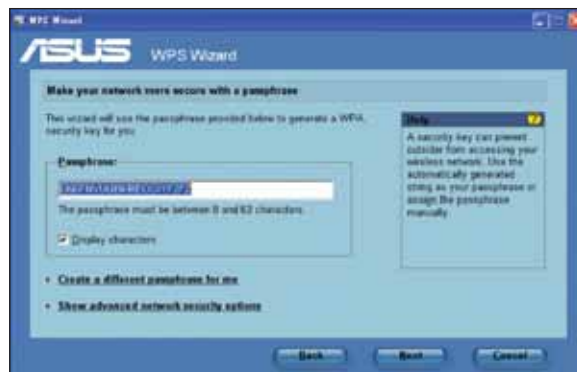 WPS Wizard
ASUS WPS Wizard
Make your network more secure with a passphrase
This wizard will use the passphrase provided below to generate a WPA security key for you.
Passphrase:
The passphrase must be between 8 and 63 characters.
Display characters
• Create a different passphrase for me
• Show advanced network security options
Help
A security key can prevent
outsider from accessing your
wireless network. Use the
automatically generated
string as your passphrase or
assign the passphrase
manually.
Back Next Cancel